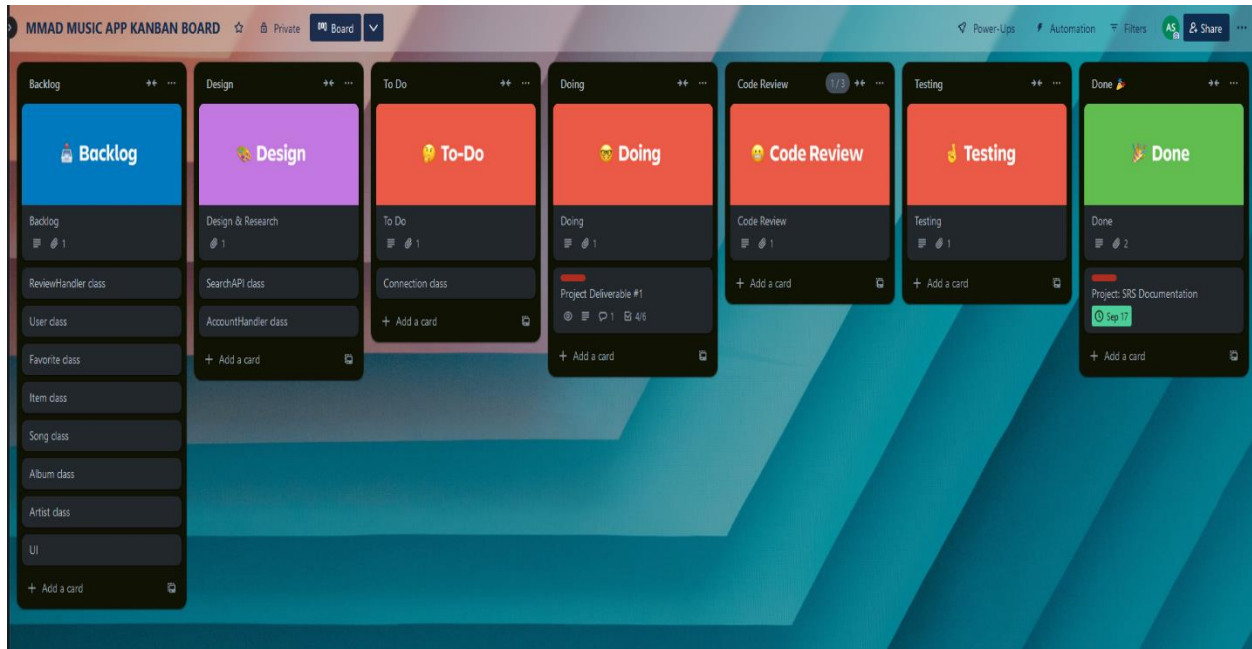 MMAD MUSIC APP KANBAN BOARD Private Board Power-Ups Automation Filters AS Share
Backlog
Backlog
Backlog
1
ReviewHandler class
User class
Favorite class
Item class
Song class
Album class
Artist class
UI
+ Add a card
Design
Design
Design & Research
1
SearchAPI class
AccountHandler class
+ Add a card
To Do
To-Do
To Do
1
Connection class
+ Add a card
Doing
Doing
Doing
1
Project Deliverable #1
1 4/6
+ Add a card
Code Review 1/3
Code Review
Code Review
1
+ Add a card
Testing
Testing
Testing
1
+ Add a card
Done
Done
Done
2
Project: SRS Documentation
Sep 17
+ Add a card